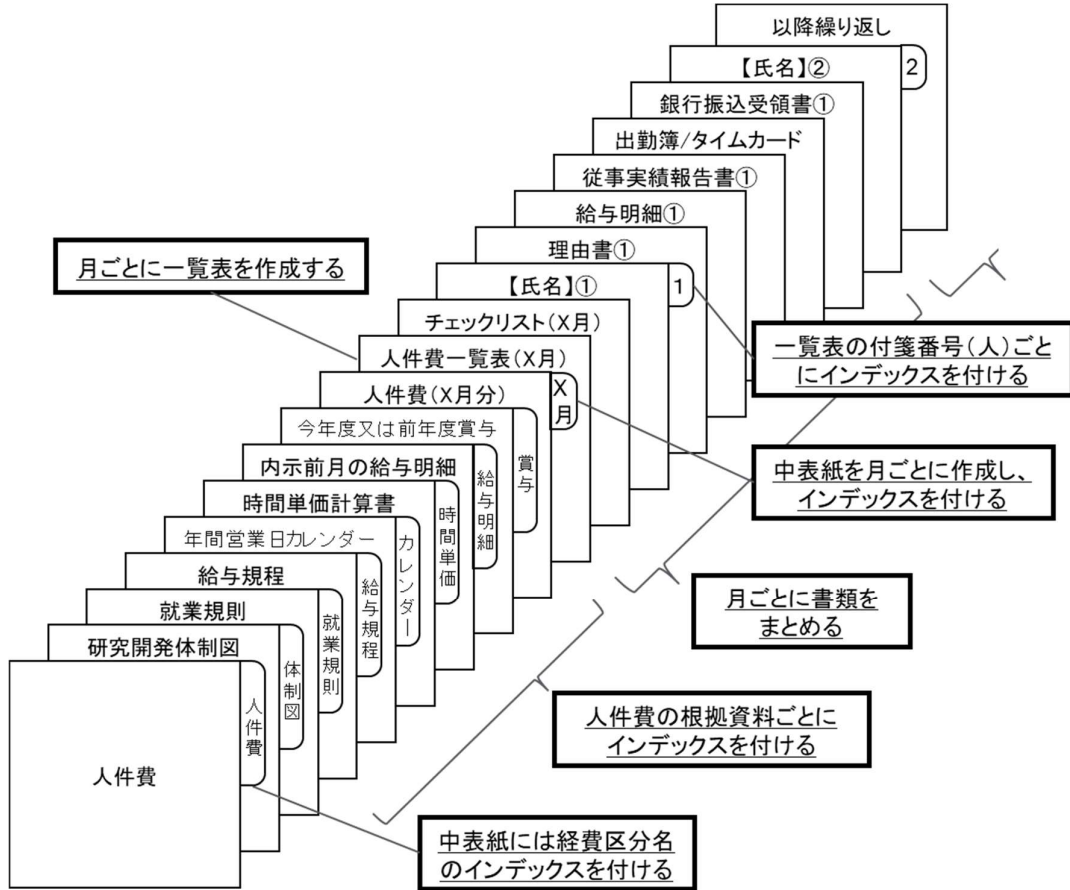 以降繰り返し
【氏名】②
2
銀行振込受領書①
出勤簿/タイムカード
従事実績報告書①
給与明細①
理由書①
【氏名】①
1
チェックリスト(X月)
人件費一覧表(X月)
人件費(X月分)
X月
今年度又は前年度賞与
賞与
内示前月の給与明細
給与明細
時間単価計算書
時間単価
年間営業日カレンダー
カレンダー
給与規程
給与規程
就業規則
就業規則
研究開発体制図
体制図
人件費
人件費
月ごとに一覧表を作成する
一覧表の付箋番号(人)ごと
にインデックスを付ける
中表紙を月ごとに作成し、
インデックスを付ける
月ごとに書類を
まとめる
人件費の根拠資料ごとに
インデックスを付ける
中表紙には経費区分名
のインデックスを付ける